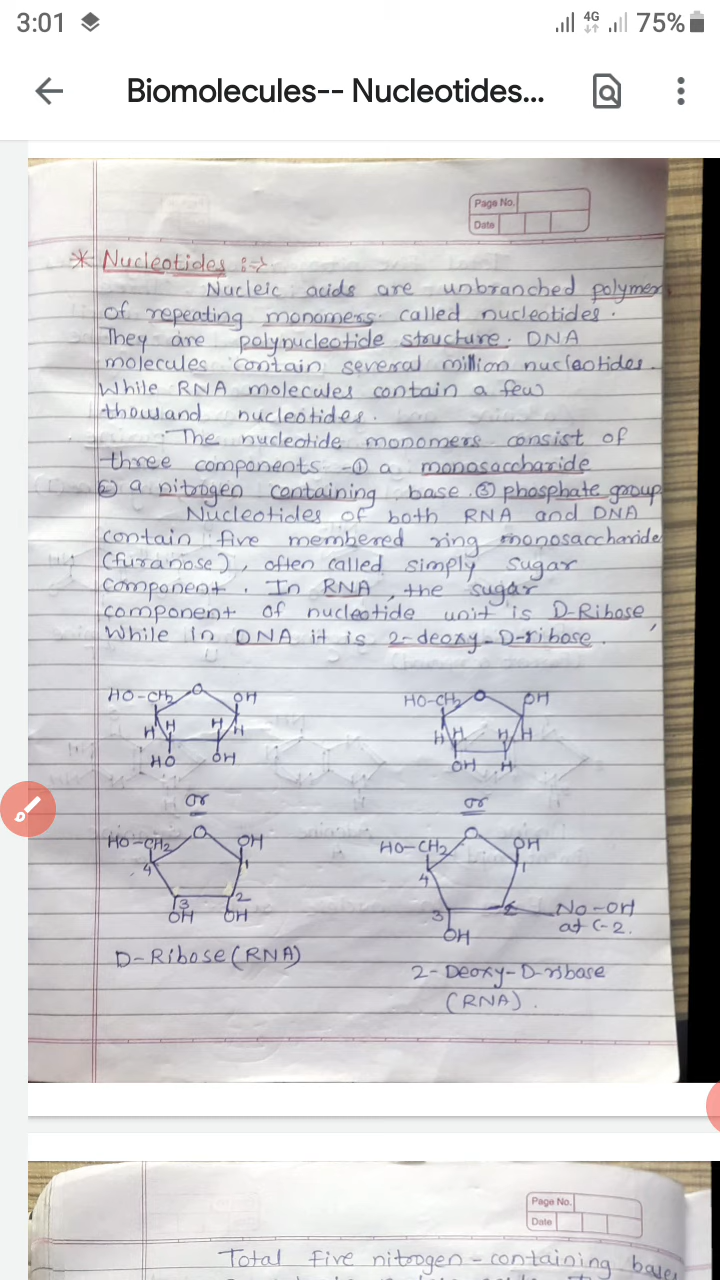 3:01
4G
75%
Biomolecules-- Nucleotides...
Page No.
Date
* Nucleotides :->
Nucleic acids are unbranched polymer
of repeating monomers called nucleotides.
They are polynucleotide structure. DNA
molecules contain several million nucleotides.
While RNA molecules contain a few
thousand nucleotides.
The nucleotide monomers consist of
three components - ① a monosaccharide
② a nitrogen containing base. ③ phosphate group
Nucleotides of both RNA and DNA
contain five membered ring monosaccharide
(furanose), often called simply sugar
component. In RNA, the sugar
component of nucleotide unit is D-Ribose,
While in DNA it is 2-deoxy-D-ribose.
HO-CH2 O OH
H H H H
HO OH
HO-CH2 O OH
H H H H
OH H
or
or
HO-CH2 O OH
4 1
3 2
OH OH
HO-CH2 O OH
4 1
3 2 No-OH
at C-2.
OH
D-Ribose (RNA)
2-Deoxy-D-ribase
(RNA).
Page No.
Date
Total Five nitrogen-containing bases